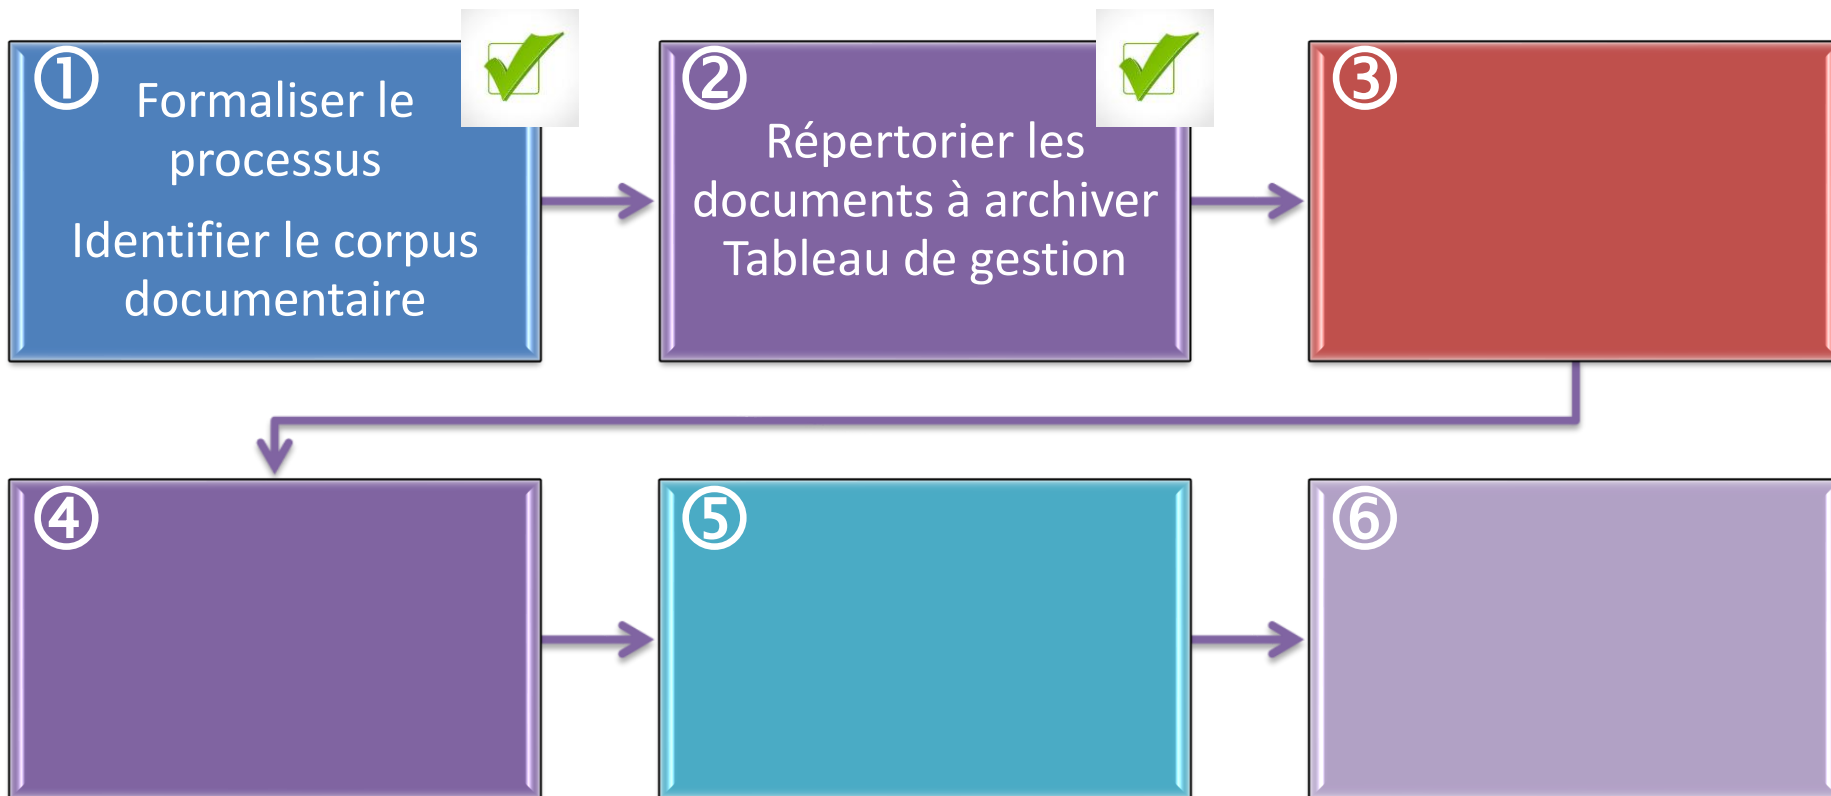 ①
Formaliser le
processus
Identifier le corpus
documentaire
②
Répertorier les
documents à archiver
Tableau de gestion
③
④
⑤
⑥